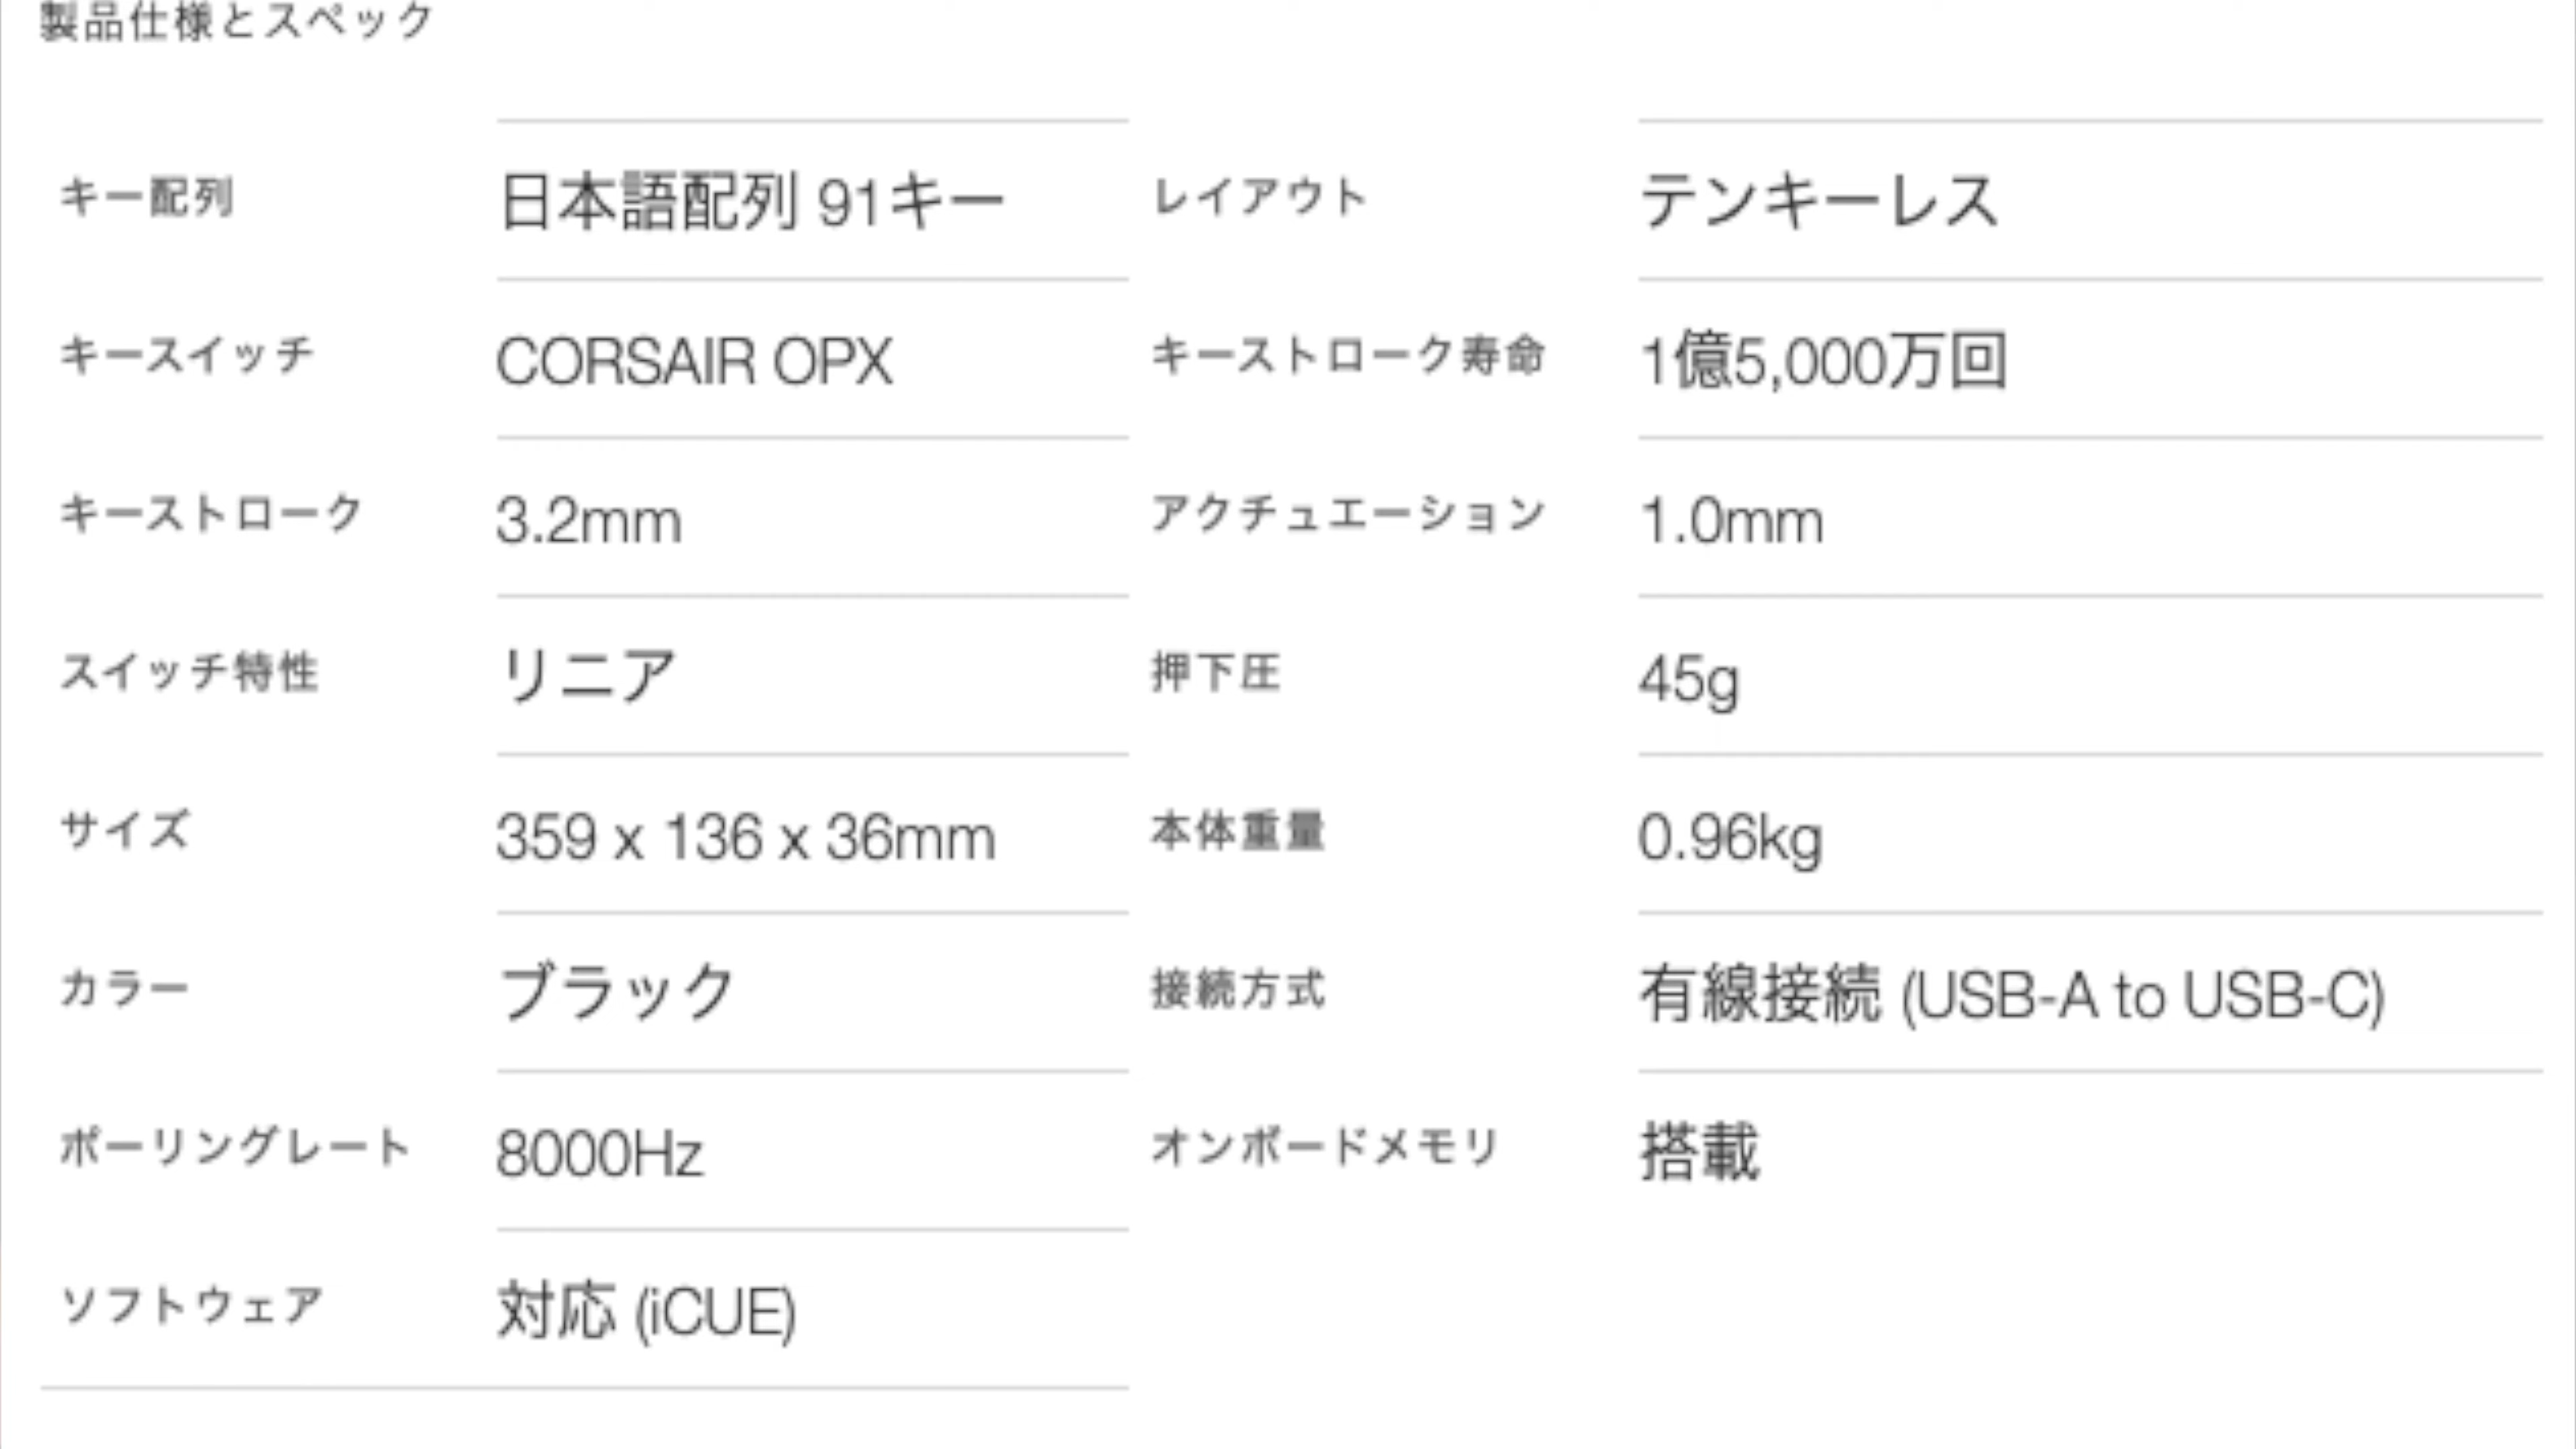 製品仕様とスペック
キー配列 日本語配列 91キー レイアウト テンキーレス
キースイッチ CORSAIR OPX キーストローク寿命 1億5,000万回
キーストローク 3.2mm アクチュエーション 1.0mm
スイッチ特性 リニア 押下圧 45g
サイズ 359 x 136 x 36mm 本体重量 0.96kg
カラー ブラック 接続方式 有線接続 (USB-A to USB-C)
ポーリングレート 8000Hz オンボードメモリ 搭載
ソフトウェア 対応 (iCUE)